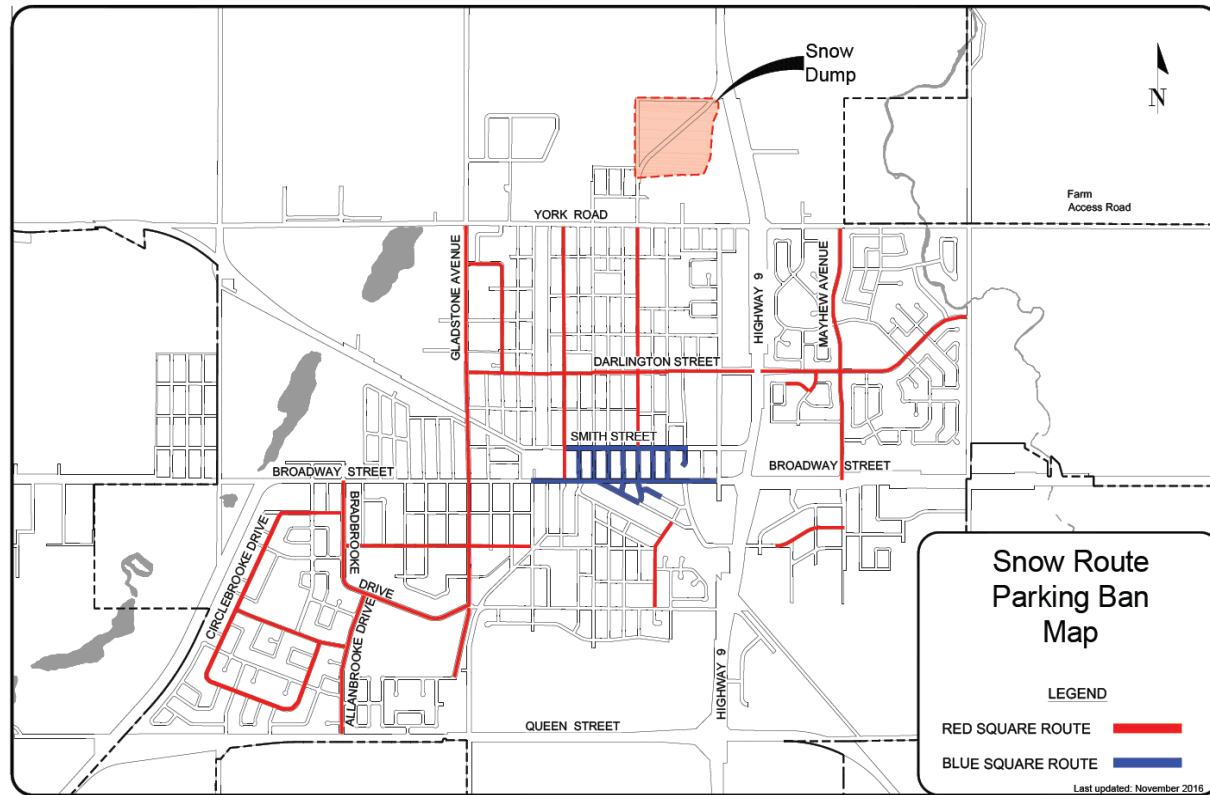 Snow
Dump
N
Farm
Access Road
YORK ROAD
GLADSTONE AVENUE
HIGHWAY 9
MAYHEW AVENUE
DARLINGTON STREET
SMITH STREET
BROADWAY STREET
BROADWAY STREET
BRADBROOKE
DRIVE
CIRCLEBROOKE DRIVE
ALLANBROOKE DRIVE
HIGHWAY 9
QUEEN STREET
Snow Route
Parking Ban
Map
LEGEND
RED SQUARE ROUTE
BLUE SQUARE ROUTE
Last updated: November 2016